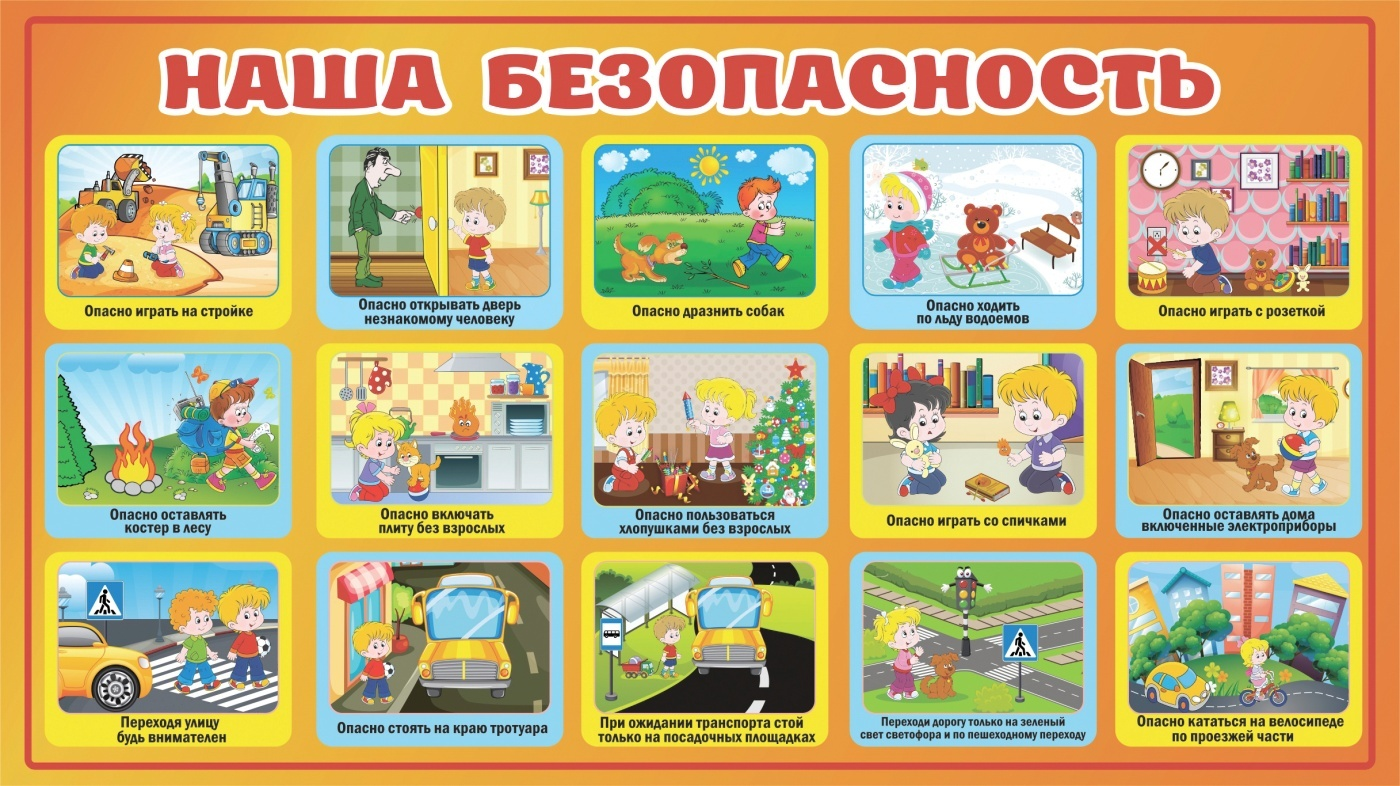 НАША БЕЗОПАСНОСТЬ
Опасно играть на стройке
Опасно открывать дверь
незнакомому человеку
Опасно дразнить собак
Опасно ходить
по льду водоемов
Опасно играть с розеткой
Опасно оставлять
костер в лесу
Опасно включать
плиту без взрослых
Опасно пользоваться
хлопушками без взрослых
Опасно играть со спичками
Опасно оставлять дома
включенные электроприборы
Переходя улицу
будь внимателен
Опасно стоять на краю тротуара
При ожидании транспорта стой
только на посадочных площадках
Переходи дорогу только на зеленый
свет светофора и по пешеходному переходу
Опасно кататься на велосипеде
по проезжей части